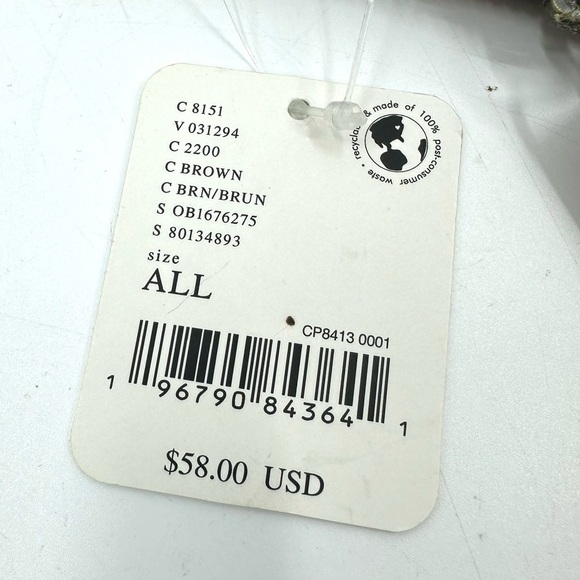 C 8151
V 031294
C 2200
C BROWN
C BRN/BRUN
S OB1676275
S 80134893
size
ALL
& made of 100% post-consumer waste •
CP8413 0001
1 96790 84364 1
$58.00 USD